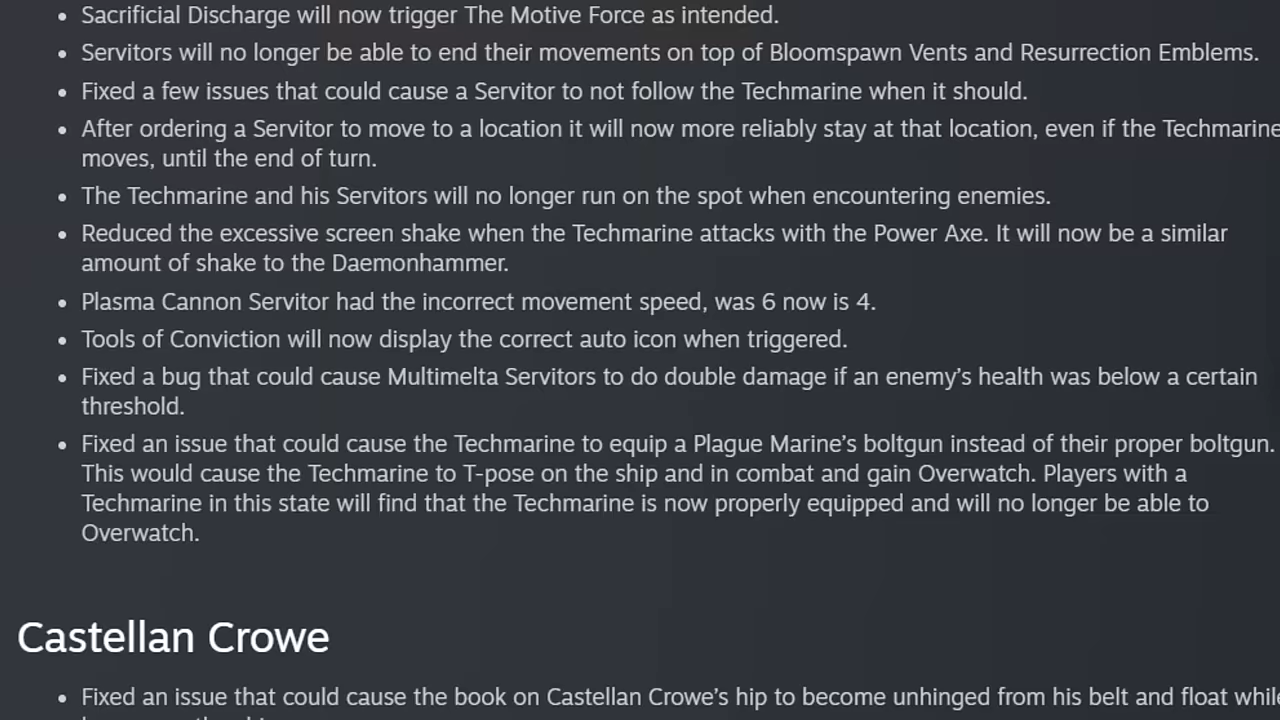 • Sacrificial Discharge will now trigger The Motive Force as intended.
• Servitors will no longer be able to end their movements on top of Bloomspawn Vents and Resurrection Emblems.
• Fixed a few issues that could cause a Servitor to not follow the Techmarine when it should.
• After ordering a Servitor to move to a location it will now more reliably stay at that location, even if the Techmarine
moves, until the end of turn.
• The Techmarine and his Servitors will no longer run on the spot when encountering enemies.
• Reduced the excessive screen shake when the Techmarine attacks with the Power Axe. It will now be a similar
amount of shake to the Daemonhammer.
• Plasma Cannon Servitor had the incorrect movement speed, was 6 now is 4.
• Tools of Conviction will now display the correct auto icon when triggered.
• Fixed a bug that could cause Multimelta Servitors to do double damage if an enemy’s health was below a certain
threshold.
• Fixed an issue that could cause the Techmarine to equip a Plague Marine’s boltgun instead of their proper boltgun.
This would cause the Techmarine to T-pose on the ship and in combat and gain Overwatch. Players with a
Techmarine in this state will find that the Techmarine is now properly equipped and will no longer be able to
Overwatch.
Castellan Crowe
• Fixed an issue that could cause the book on Castellan Crowe’s hip to become unhinged from his belt and float while